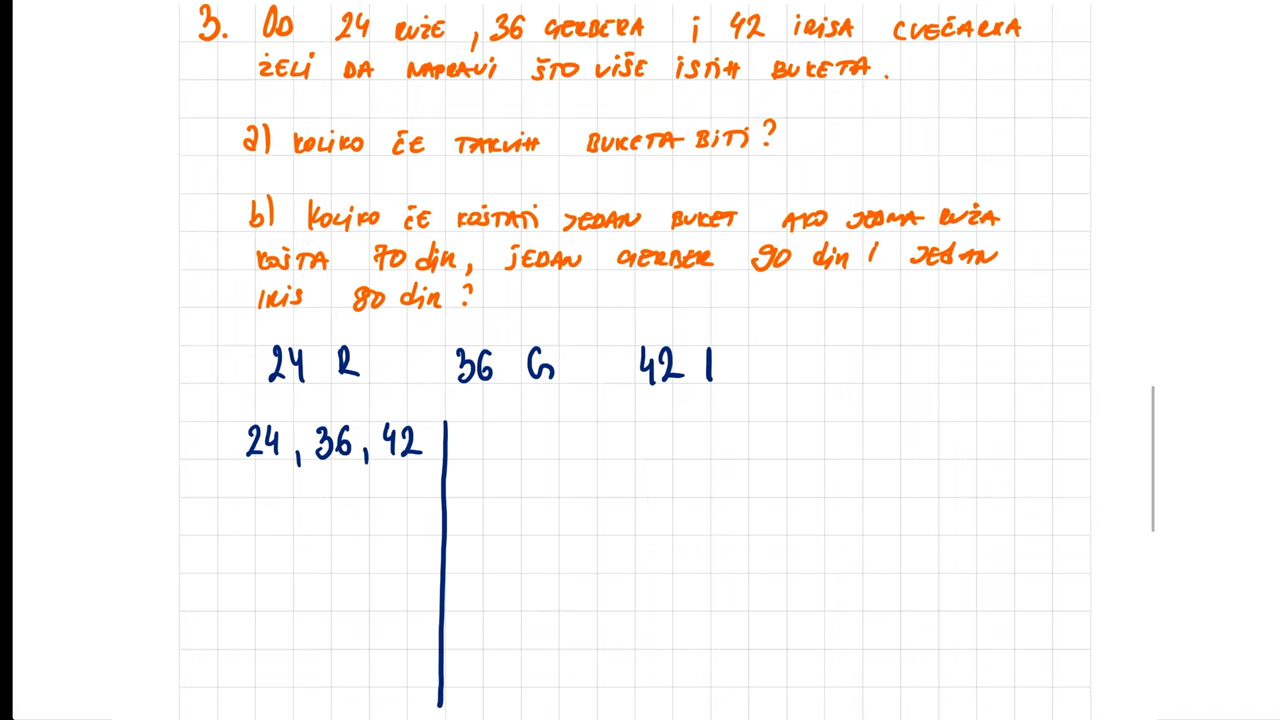 3. OD 24 RUŽE, 36 GERBERA i 42 IRISA CVEĆARKA
ŽELI DA NAPRAVI ŠTO VIŠE ISTIH BUKETA.
a) KOLIKO ĆE TAKVIH BUKETA BITI?
b) KOLIKO ĆE KOŠTATI JEDAN BUKET AKO JEDNA RUŽA
KOŠTA 70 din, JEDAN GERBER 90 din I JEDAN
IRIS 80 din?
24 R 36 G 42 I
24, 36, 42